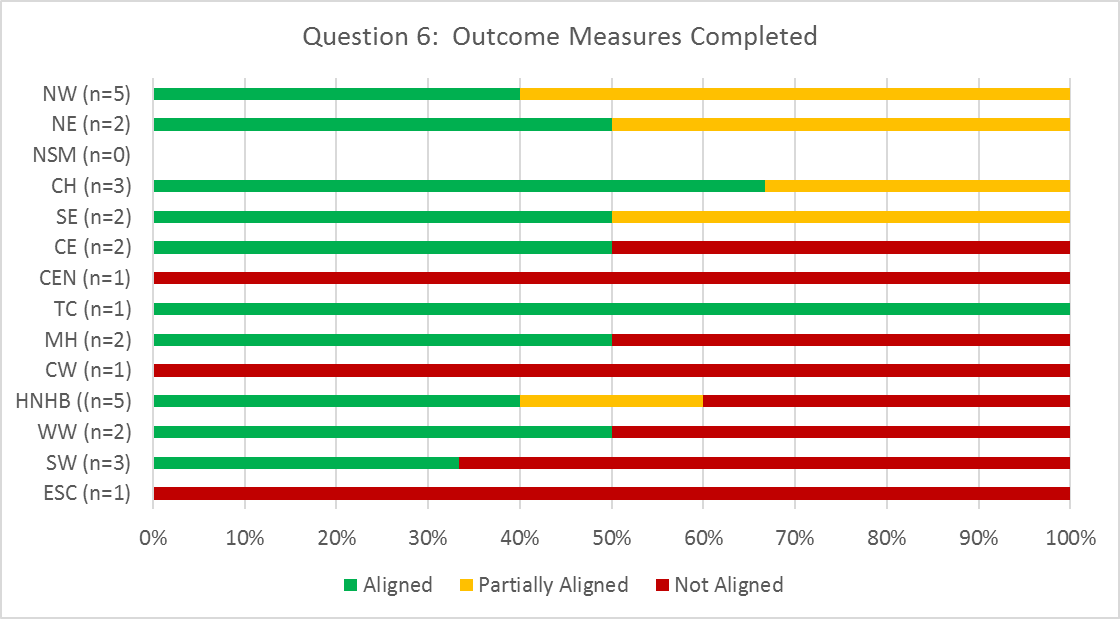 Question 6:  Outcome Measures Completed
NW (n=5)
NE (n=2)
NSM (n=0)
CH (n=3)
SE (n=2)
CE (n=2)
CEN (n=1)
TC (n=1)
MH (n=2)
CW (n=1)
HNHB ((n=5)
WW (n=2)
SW (n=3)
ESC (n=1)
0% 10% 20% 30% 40% 50% 60% 70% 80% 90% 100%
Aligned Partially Aligned Not Aligned